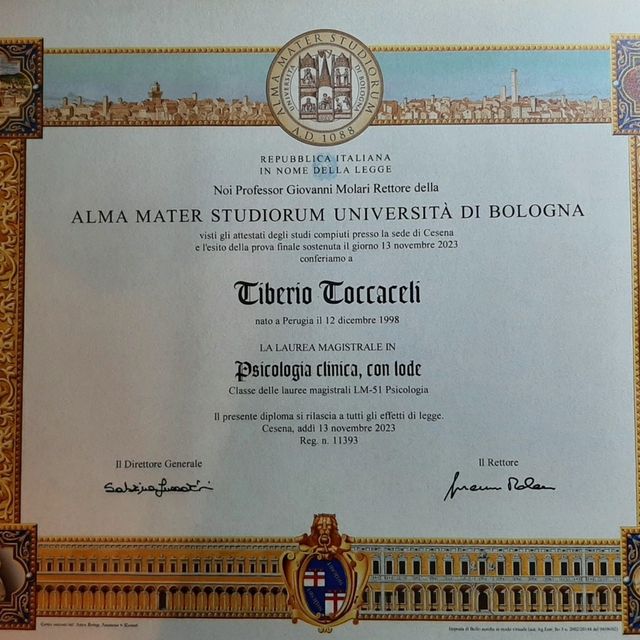 ALMA MATER STUDIORUM
UNIVERSITÀ DI BOLOGNA
A.D. 1088
REPUBBLICA ITALIANA
IN NOME DELLA LEGGE
Noi Professor Giovanni Molari Rettore della
ALMA MATER STUDIORUM UNIVERSITÀ DI BOLOGNA
visti gli attestati degli studi compiuti presso la sede di Cesena
e l'esito della prova finale sostenuta il giorno 13 novembre 2023
conferiamo a
Tiberio Toccaceli
nato a Perugia il 12 dicembre 1998
LA LAUREA MAGISTRALE IN
Psicologia clinica, con lode
Classe delle lauree magistrali LM-51 Psicologia
Il presente diploma si rilascia a tutti gli effetti di legge.
Cesena, addì 13 novembre 2023
Reg. n. 11393
Il Direttore Generale
Il Rettore